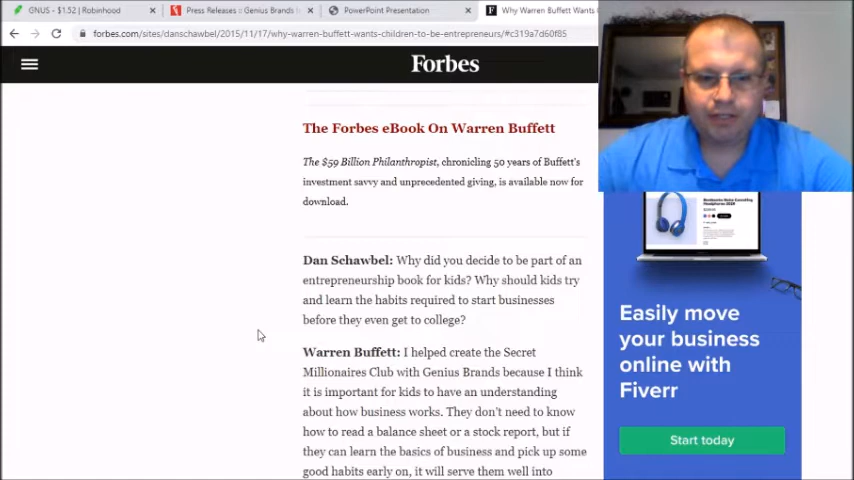 GNUS - $1.52 | Robinhood
Press Releases :: Genius Brands I
PowerPoint Presentation
Why Warren Buffett Wants C
forbes.com/sites/danschawbel/2015/11/17/why-warren-buffett-wants-children-to-be-entrepreneurs/#c319a7d60f85
Forbes
The Forbes eBook On Warren Buffett
The $59 Billion Philanthropist, chronicling 50 years of Buffett's
investment savvy and unprecedented giving, is available now for
download.
Dan Schawbel: Why did you decide to be part of an
entrepreneurship book for kids? Why should kids try
and learn the habits required to start businesses
before they even get to college?
Warren Buffett: I helped create the Secret
Millionaires Club with Genius Brands because I think
it is important for kids to have an understanding
about how business works. They don't need to know
how to read a balance sheet or a stock report, but if
they can learn the basics of business and pick up some
good habits early on, it will serve them well into
Easily move
your business
online with
Fiverr
Start today